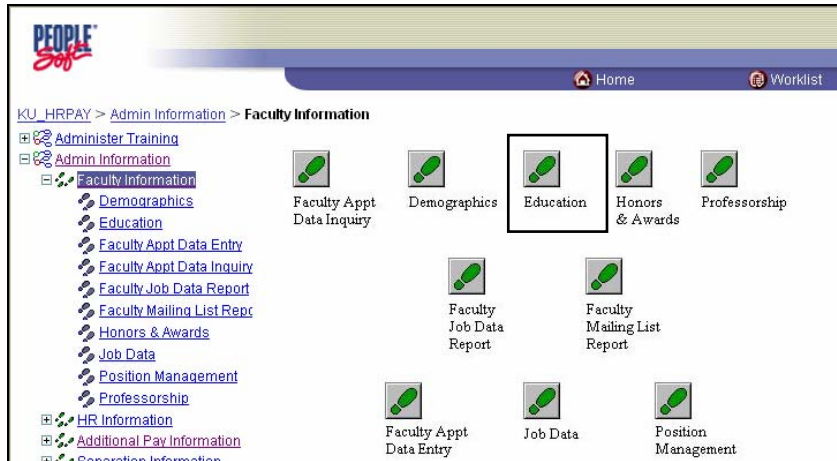 PEOPLE
Soft
Home
Worklist
KU_HRPAY > Admin Information > Faculty Information
Administer Training
Admin Information
Faculty Information
Demographics
Education
Faculty Appt Data Entry
Faculty Appt Data Inquiry
Faculty Job Data Report
Faculty Mailing List Repo
Honors & Awards
Job Data
Position Management
Professorship
HR Information
Additional Pay Information
Separation Information
Faculty Appt
Data Inquiry
Demographics
Education
Honors
& Awards
Professorship
Faculty
Job Data
Report
Faculty
Mailing List
Report
Faculty Appt
Data Entry
Job Data
Position
Management